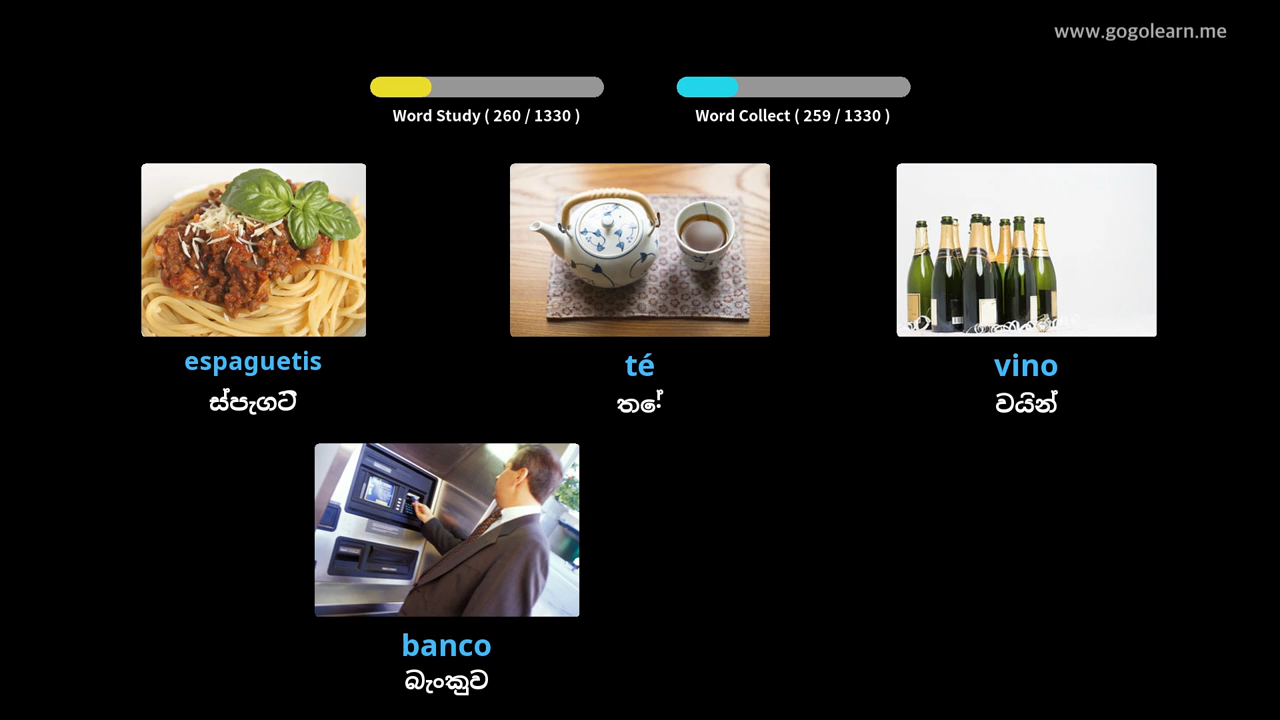 www.gogolearn.me
Word Study ( 260 / 1330 )
Word Collect ( 259 / 1330 )
espaguetis
ස්පැගටි
té
තේ
vino
වයින්
banco
බැංකුව